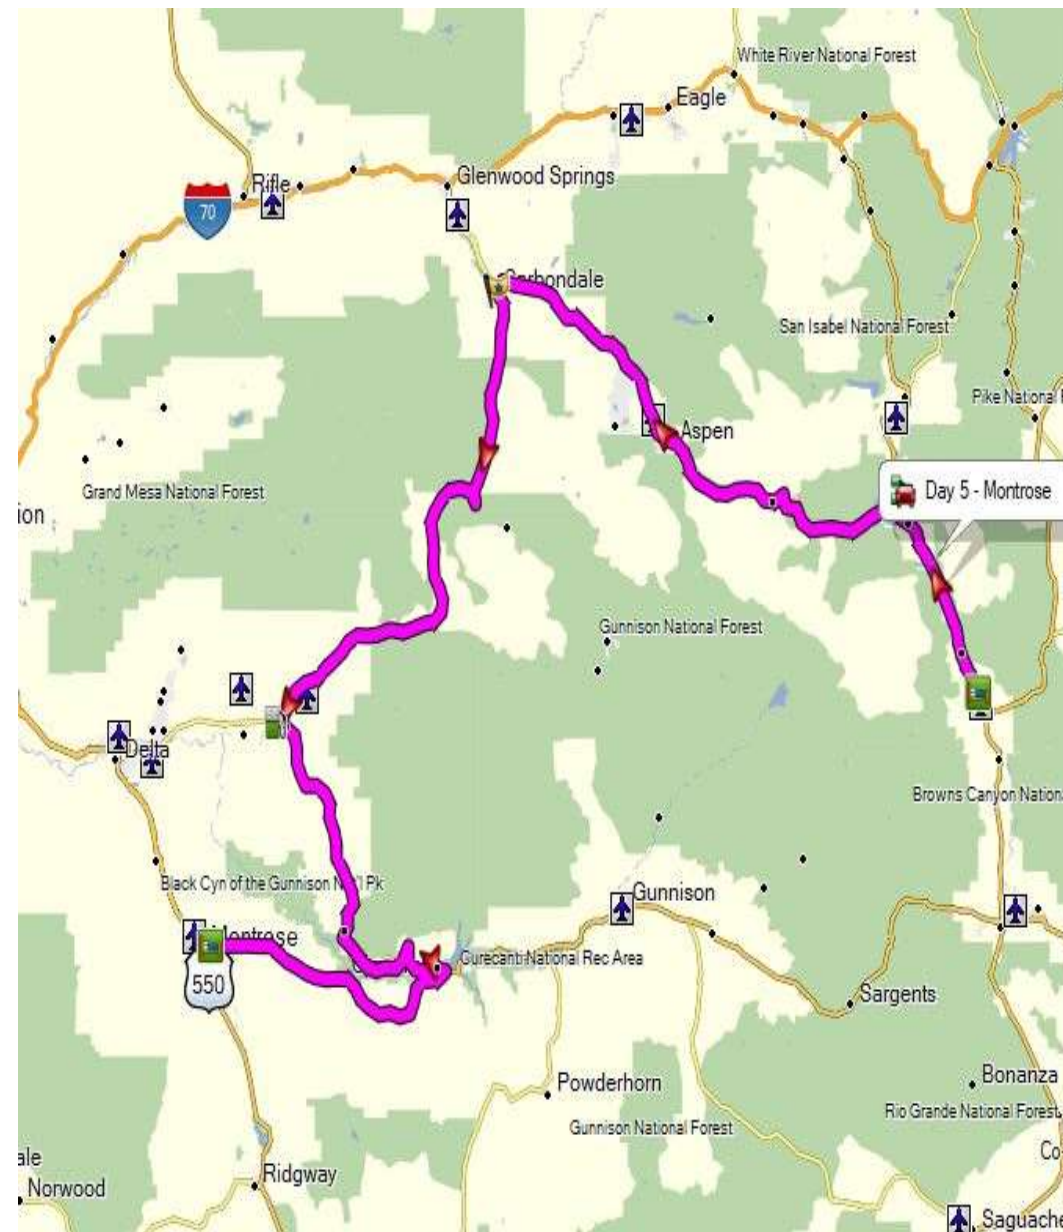 White River National Forest
Eagle
Glenwood Springs
Rifle
70
Carbondale
San Isabel National Forest
Pike National F
Aspen
Grand Mesa National Forest
Day 5 - Montrose
ion
Gunnison National Forest
Delta
Browns Canyon Nationa
Black Cyn of the Gunnison N 'l Pk
Gunnison
Montrose
Curecanti National Rec Area
550
Sargents
Powderhorn
Bonanza
Rio Grande National Forest
Gunnison National Forest
Co
ale
Ridgway
Norwood
Saguache